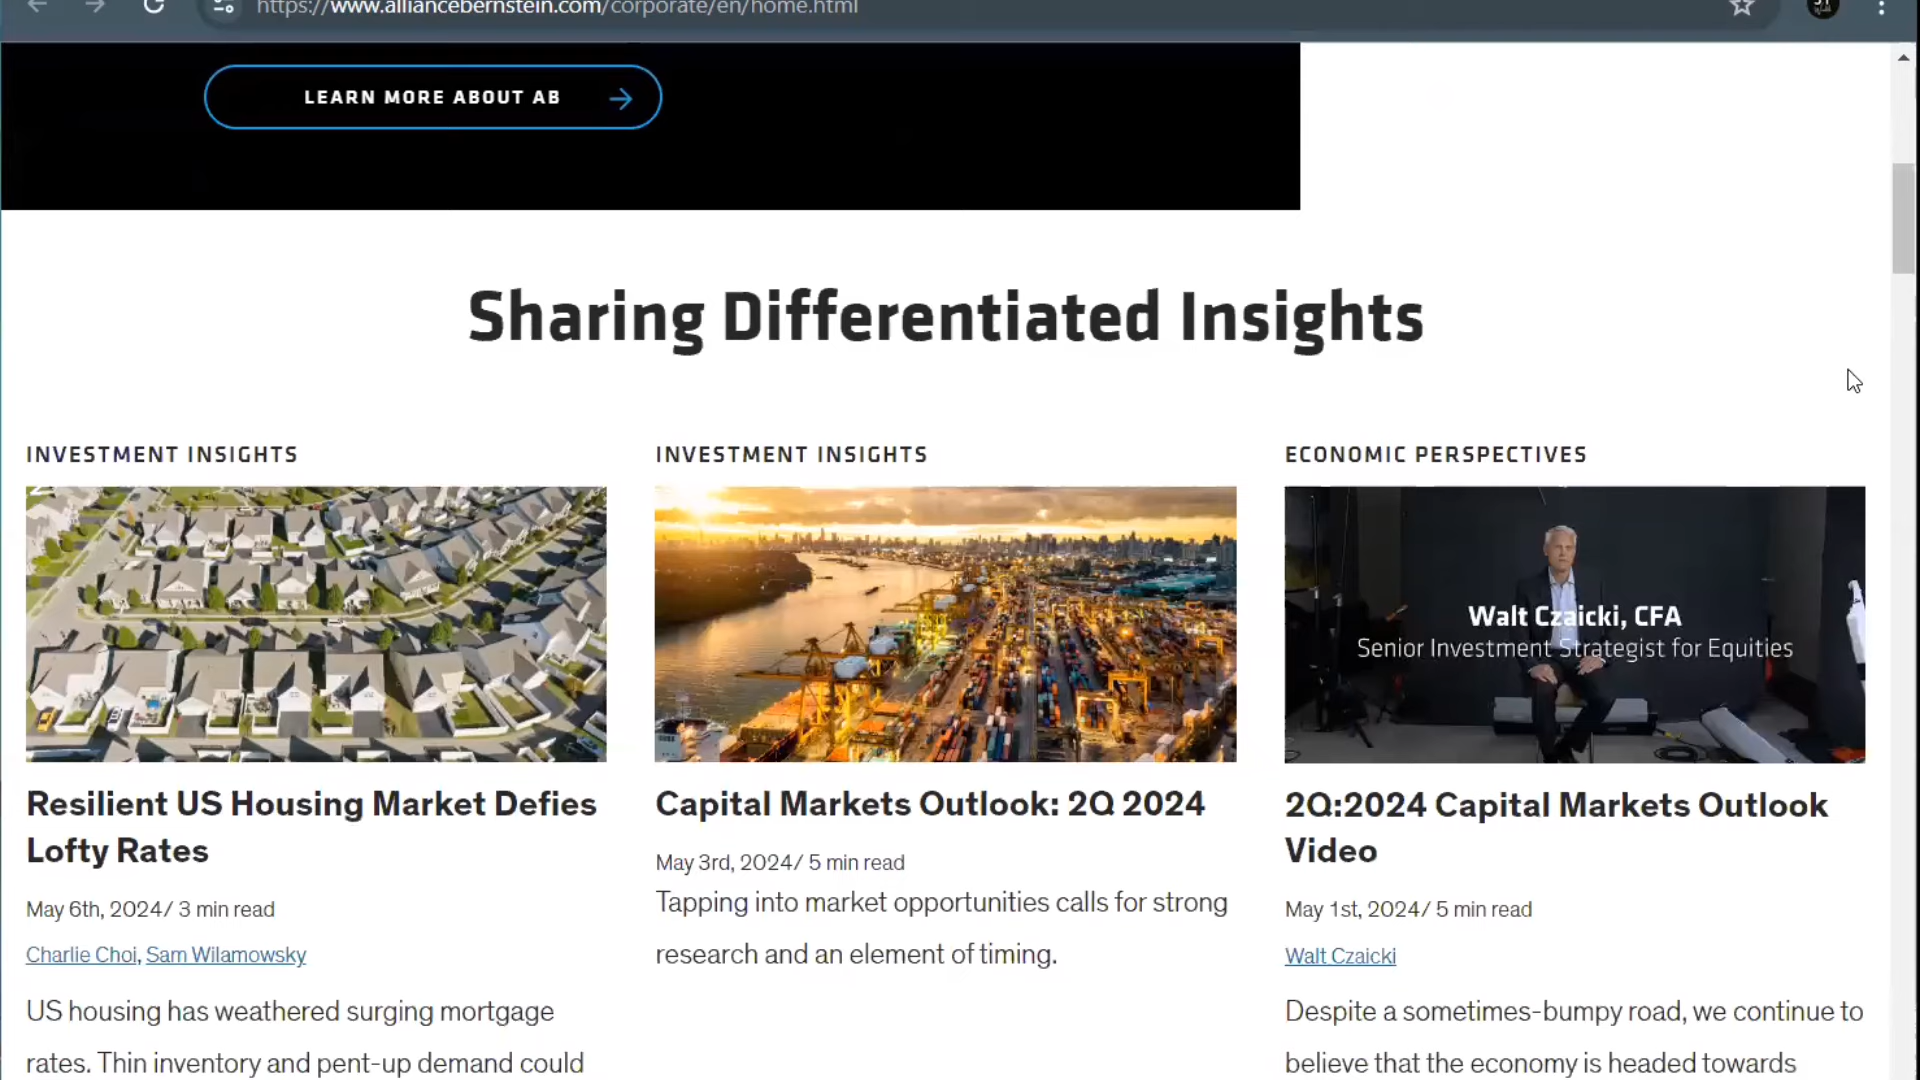 https://www.alliancebernstein.com/corporate/en/home.html
LEARN MORE ABOUT AB
Sharing Differentiated Insights
INVESTMENT INSIGHTS
Resilient US Housing Market Defies
Lofty Rates
May 6th, 2024/ 3 min read
Charlie Choi, Sam Wilamowsky
US housing has weathered surging mortgage
rates. Thin inventory and pent-up demand could
INVESTMENT INSIGHTS
Capital Markets Outlook: 2Q 2024
May 3rd, 2024/ 5 min read
Tapping into market opportunities calls for strong
research and an element of timing.
ECONOMIC PERSPECTIVES
Walt Czaicki, CFA
Senior Investment Strategist for Equities
2Q:2024 Capital Markets Outlook
Video
May 1st, 2024/ 5 min read
Walt Czaicki
Despite a sometimes-bumpy road, we continue to
believe that the economy is headed towards